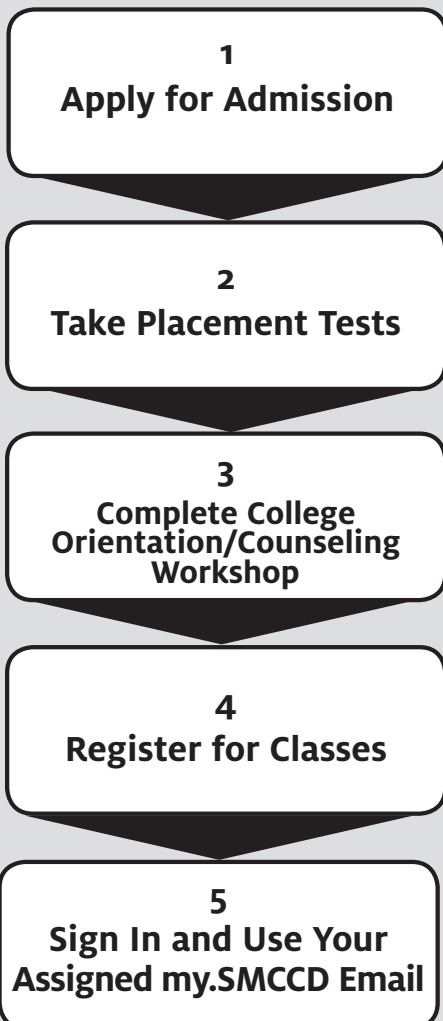 1
Apply for Admission
2
Take Placement Tests
3
Complete College
Orientation/Counseling
Workshop
4
Register for Classes
5
Sign In and Use Your
Assigned my.SMCCD Email